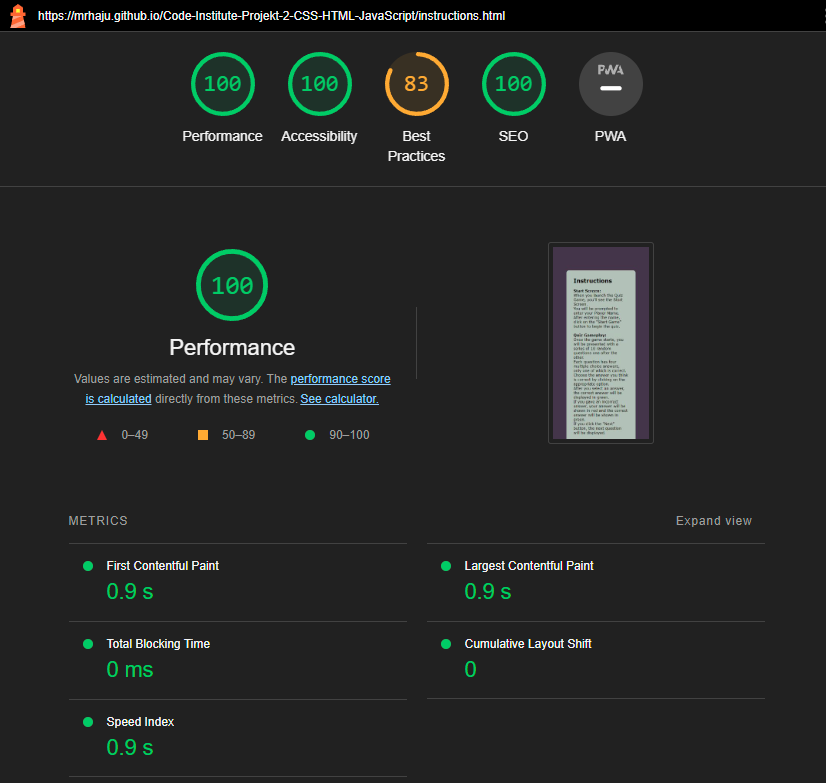 https://mrhaju.github.io/Code-Institute-Projekt-2-CSS-HTML-JavaScript/instructions.html
100
100
83
100
PWA
Performance
Accessibility
Best
Practices
SEO
PWA
100
Performance
Values are estimated and may vary. The performance score
is calculated directly from these metrics. See calculator.
0–49
50–89
90–100
Instructions
Start Screen:
When you launch the Quiz
Game, you'll see the Start
Screen.
You will be prompted to
enter your Player Name,
after entering the name,
click on the "Start Game"
button to begin the quiz.
Quiz Gameplay:
Once the game starts, you
will be presented with a
series of 10 random
questions one after the
other.
Each question has four
multiple choice answers,
only one of which is correct.
Choose the answer you think
is correct by clicking on the
appropriate option.
After you select an answer,
the correct answer will be
displayed in green.
If you gave an incorrect
answer, your answer will be
shown in red and the correct
answer will be shown in
green.
If you click the "Next"
button, the next question
will be displayed.
METRICS
Expand view
First Contentful Paint
0.9 s
Largest Contentful Paint
0.9 s
Total Blocking Time
0 ms
Cumulative Layout Shift
0
Speed Index
0.9 s